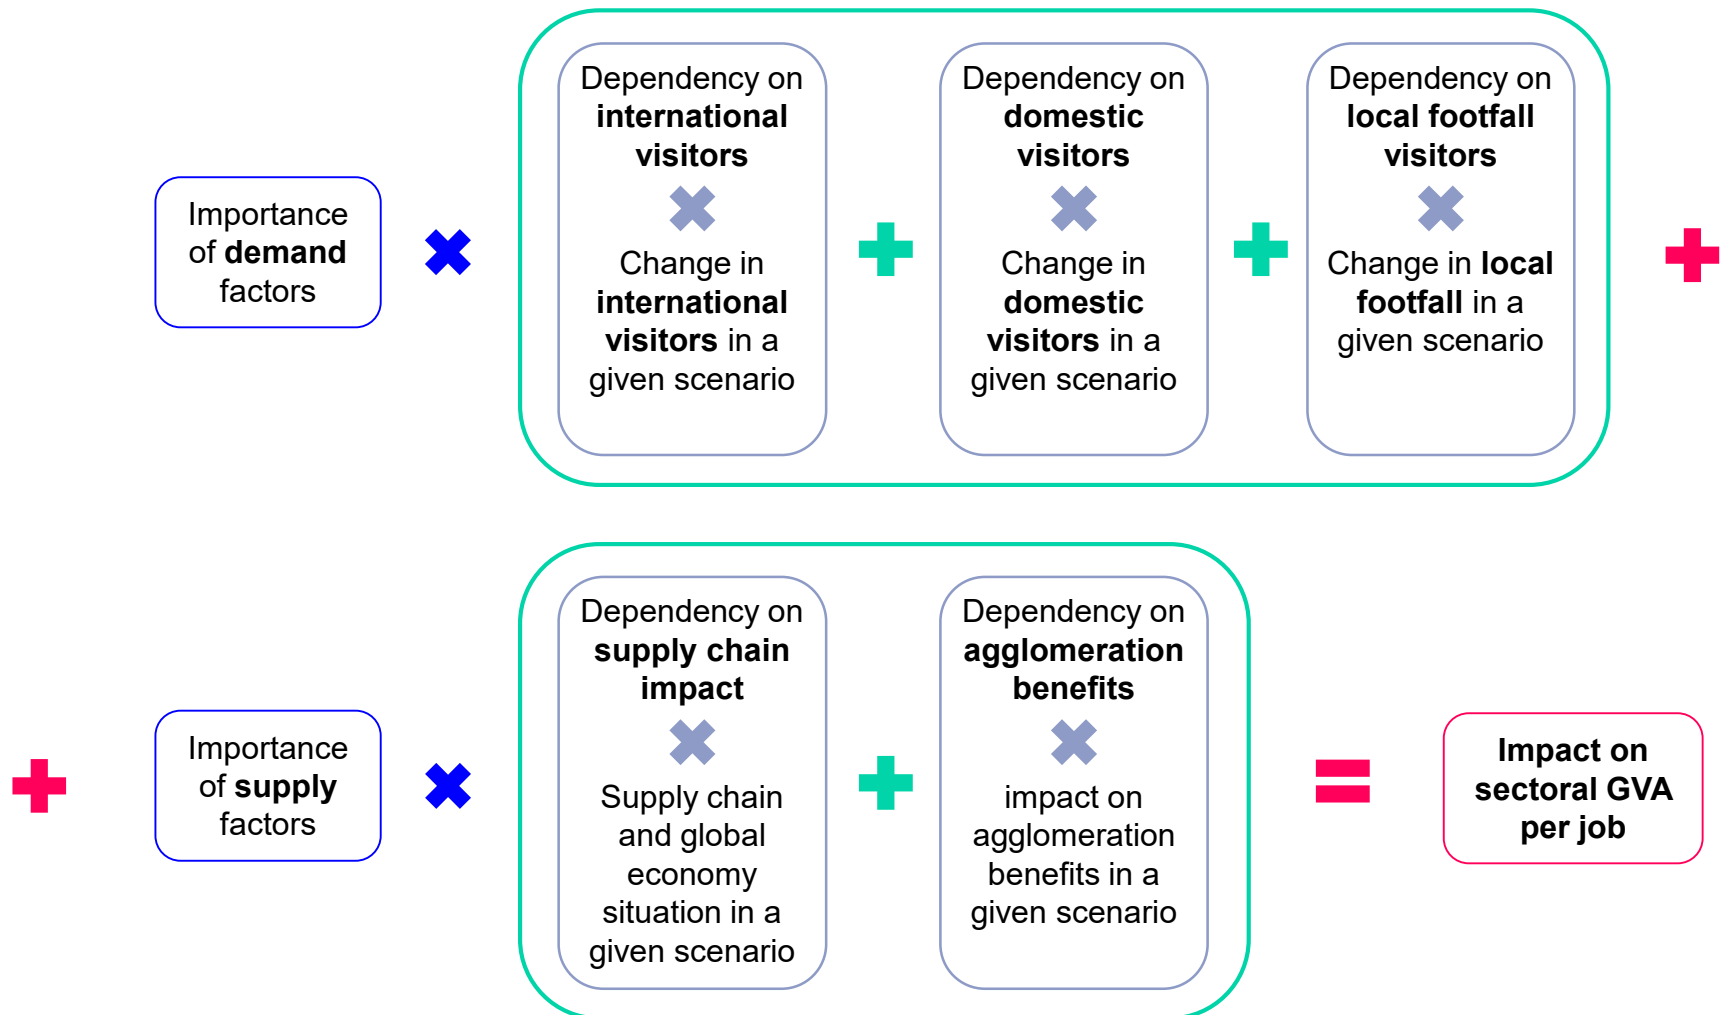 Importance
of demand
factors
Dependency on
international
visitors
Change in
international
visitors in a
given scenario
Dependency on
domestic
visitors
Change in
domestic
visitors in a
given scenario
Dependency on
local footfall
visitors
Change in local
footfall in a
given scenario
Importance
of supply
factors
Dependency on
supply chain
impact
Supply chain
and global
economy
situation in a
given scenario
Dependency on
agglomeration
benefits
impact on
agglomeration
benefits in a
given scenario
Impact on
sectoral GVA
per job